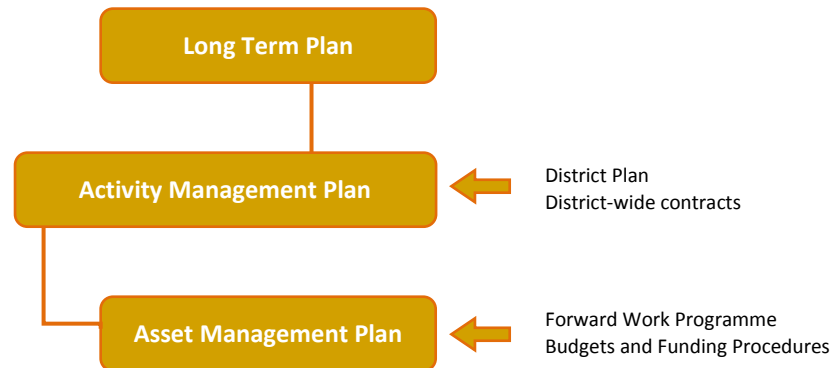 Long Term Plan
Activity Management Plan
District Plan
District-wide contracts
Asset Management Plan
Forward Work Programme
Budgets and Funding Procedures